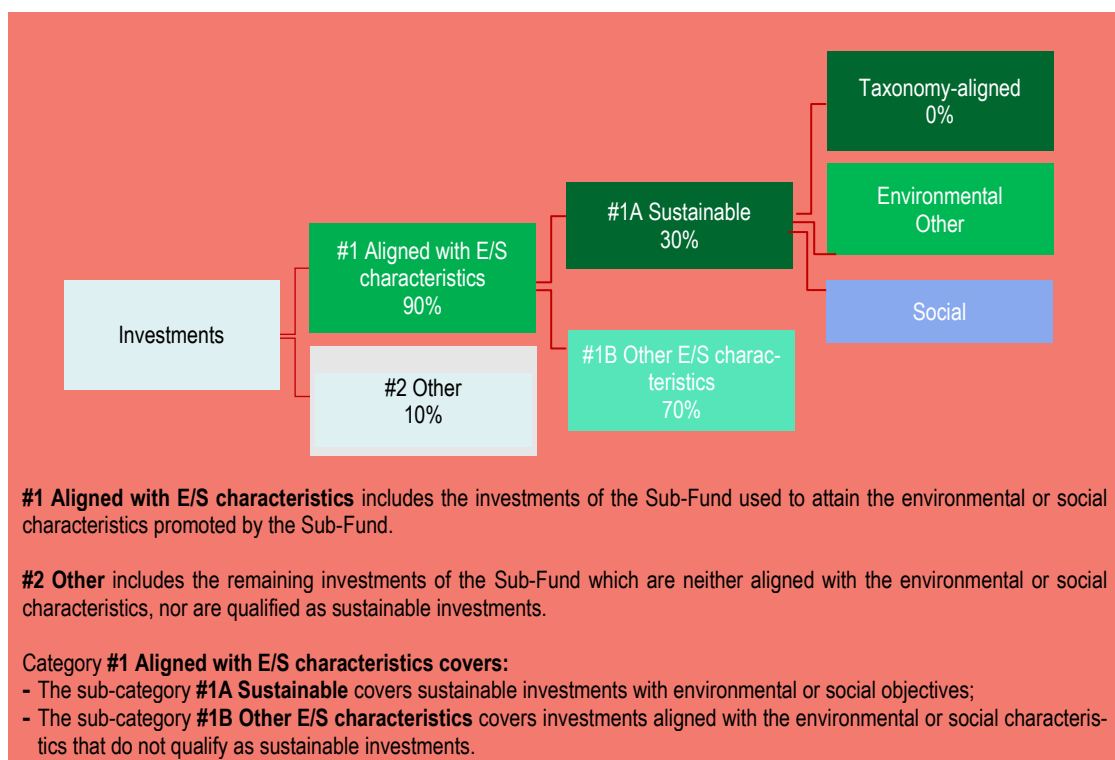 Taxonomy-aligned
0%
Environmental
Other
#1A Sustainable
30%
#1 Aligned with E/S
characteristics
90%
Social
Investments
#1B Other E/S charac-
teristics
70%
#2 Other
10%
#1 Aligned with E/S characteristics includes the investments of the Sub-Fund used to attain the environmental or social
characteristics promoted by the Sub-Fund.
#2 Other includes the remaining investments of the Sub-Fund which are neither aligned with the environmental or social
characteristics, nor are qualified as sustainable investments.
Category #1 Aligned with E/S characteristics covers:
- The sub-category #1A Sustainable covers sustainable investments with environmental or social objectives;
- The sub-category #1B Other E/S characteristics covers investments aligned with the environmental or social characteris-
tics that do not qualify as sustainable investments.